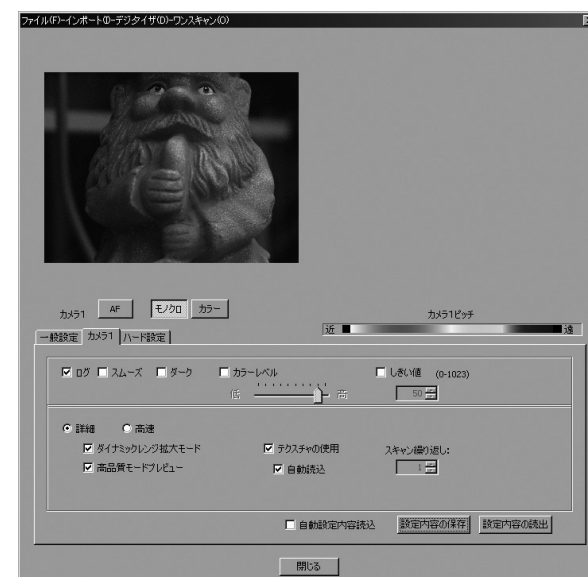 ファイル(F)-インポート(I)-デジタイザ(D)-ワンスキャン(O)
カメラ1 AF モノクロ カラー
カメラ1ピッチ
近 遠
一般設定 カメラ1 ハード設定
ログ スムーズ ダーク カラーレベル しきい値 (0-1023)
低 高 50
詳細 高速
ダイナミックレンジ拡大モード テクスチャの使用 スキャン繰り返し:
高品質モードプレビュー 自動読込 1
自動設定内容読込 設定内容の保存 設定内容の読出
閉じる